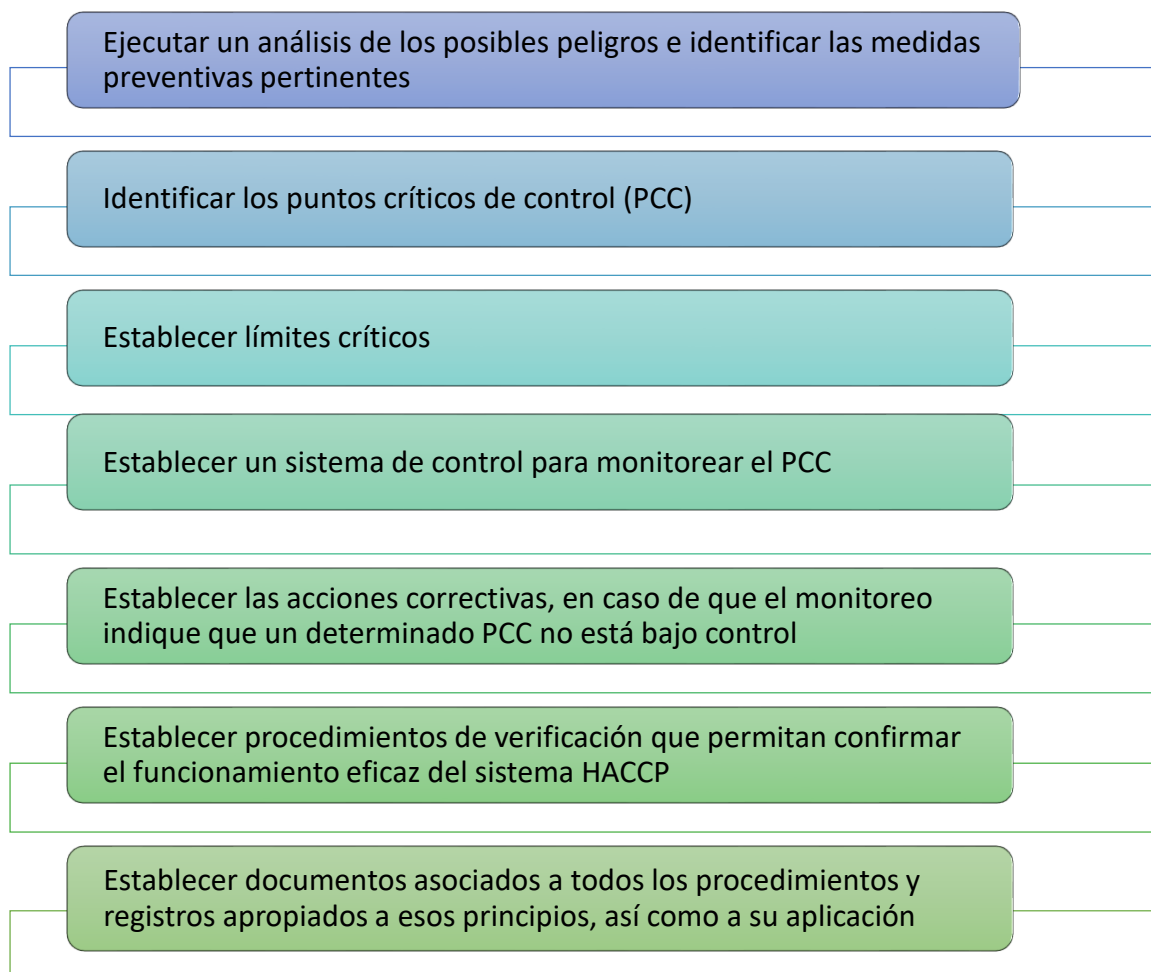 Ejecutar un análisis de los posibles peligros e identificar las medidas
preventivas pertinentes
Identificar los puntos críticos de control (PCC)
Establecer límites críticos
Establecer un sistema de control para monitorear el PCC
Establecer las acciones correctivas, en caso de que el monitoreo
indique que un determinado PCC no está bajo control
Establecer procedimientos de verificación que permitan confirmar
el funcionamiento eficaz del sistema HACCP
Establecer documentos asociados a todos los procedimientos y
registros apropiados a esos principios, así como a su aplicación